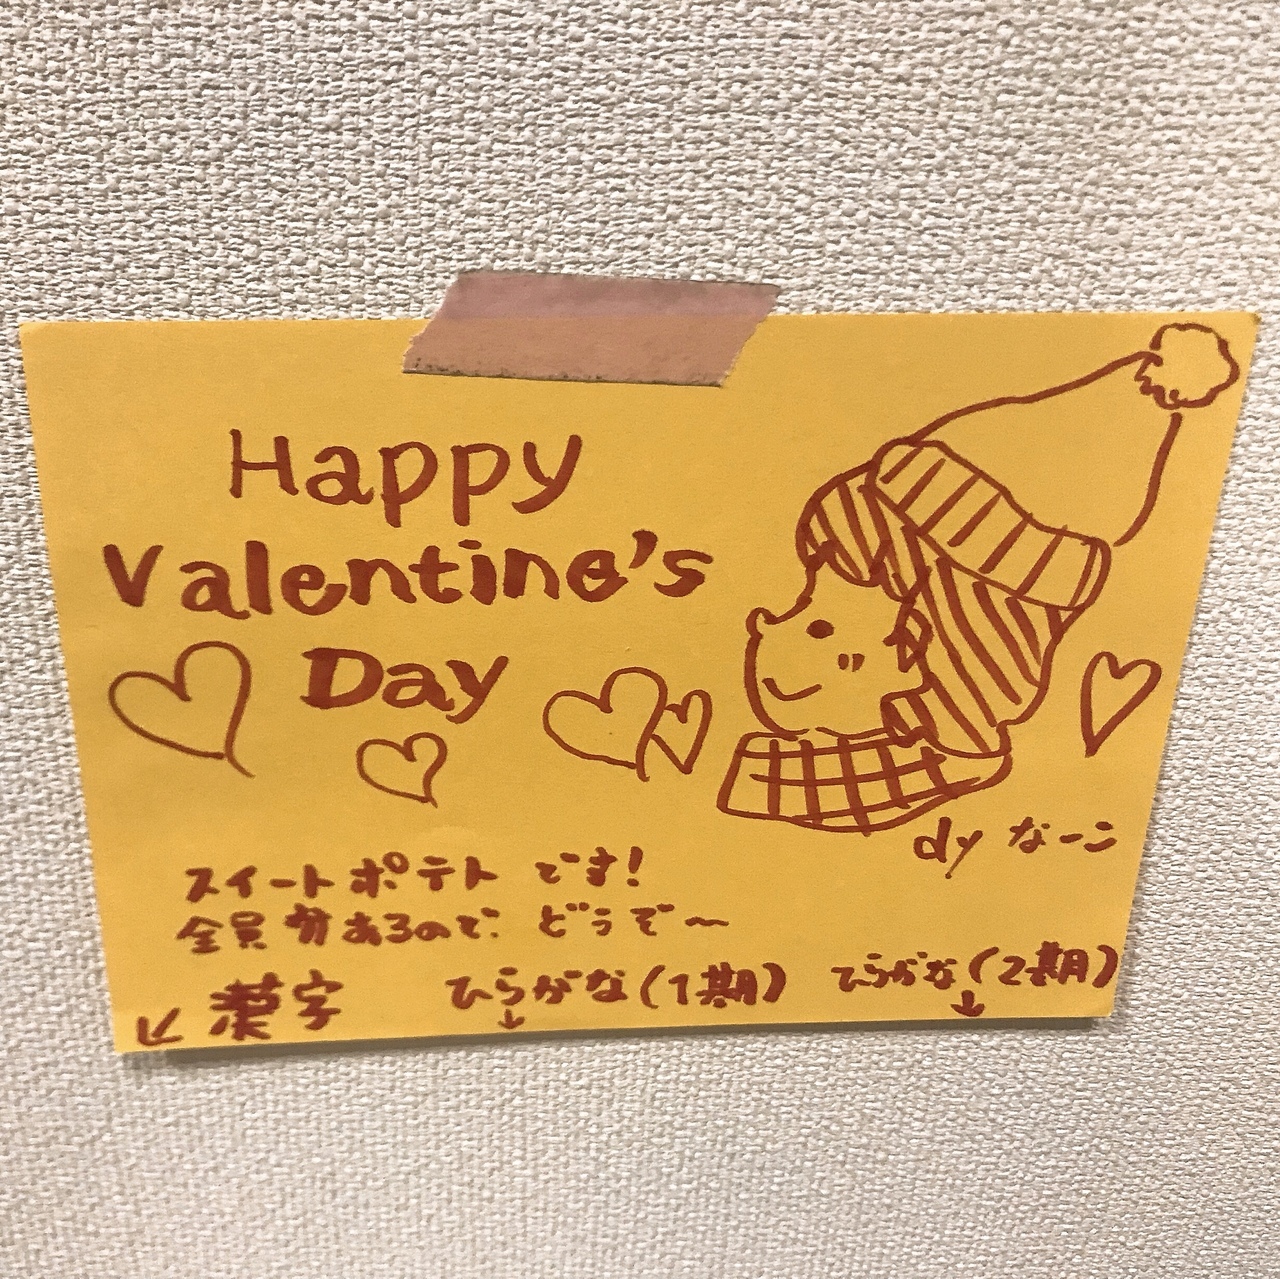 Happy
Valentine's
Day
dy なーこ
スイートポテトです!
全員分あるので、どうぞ〜
↙ 漢字 ひらがな(1期) ひらがな(2期)
↓ ↓